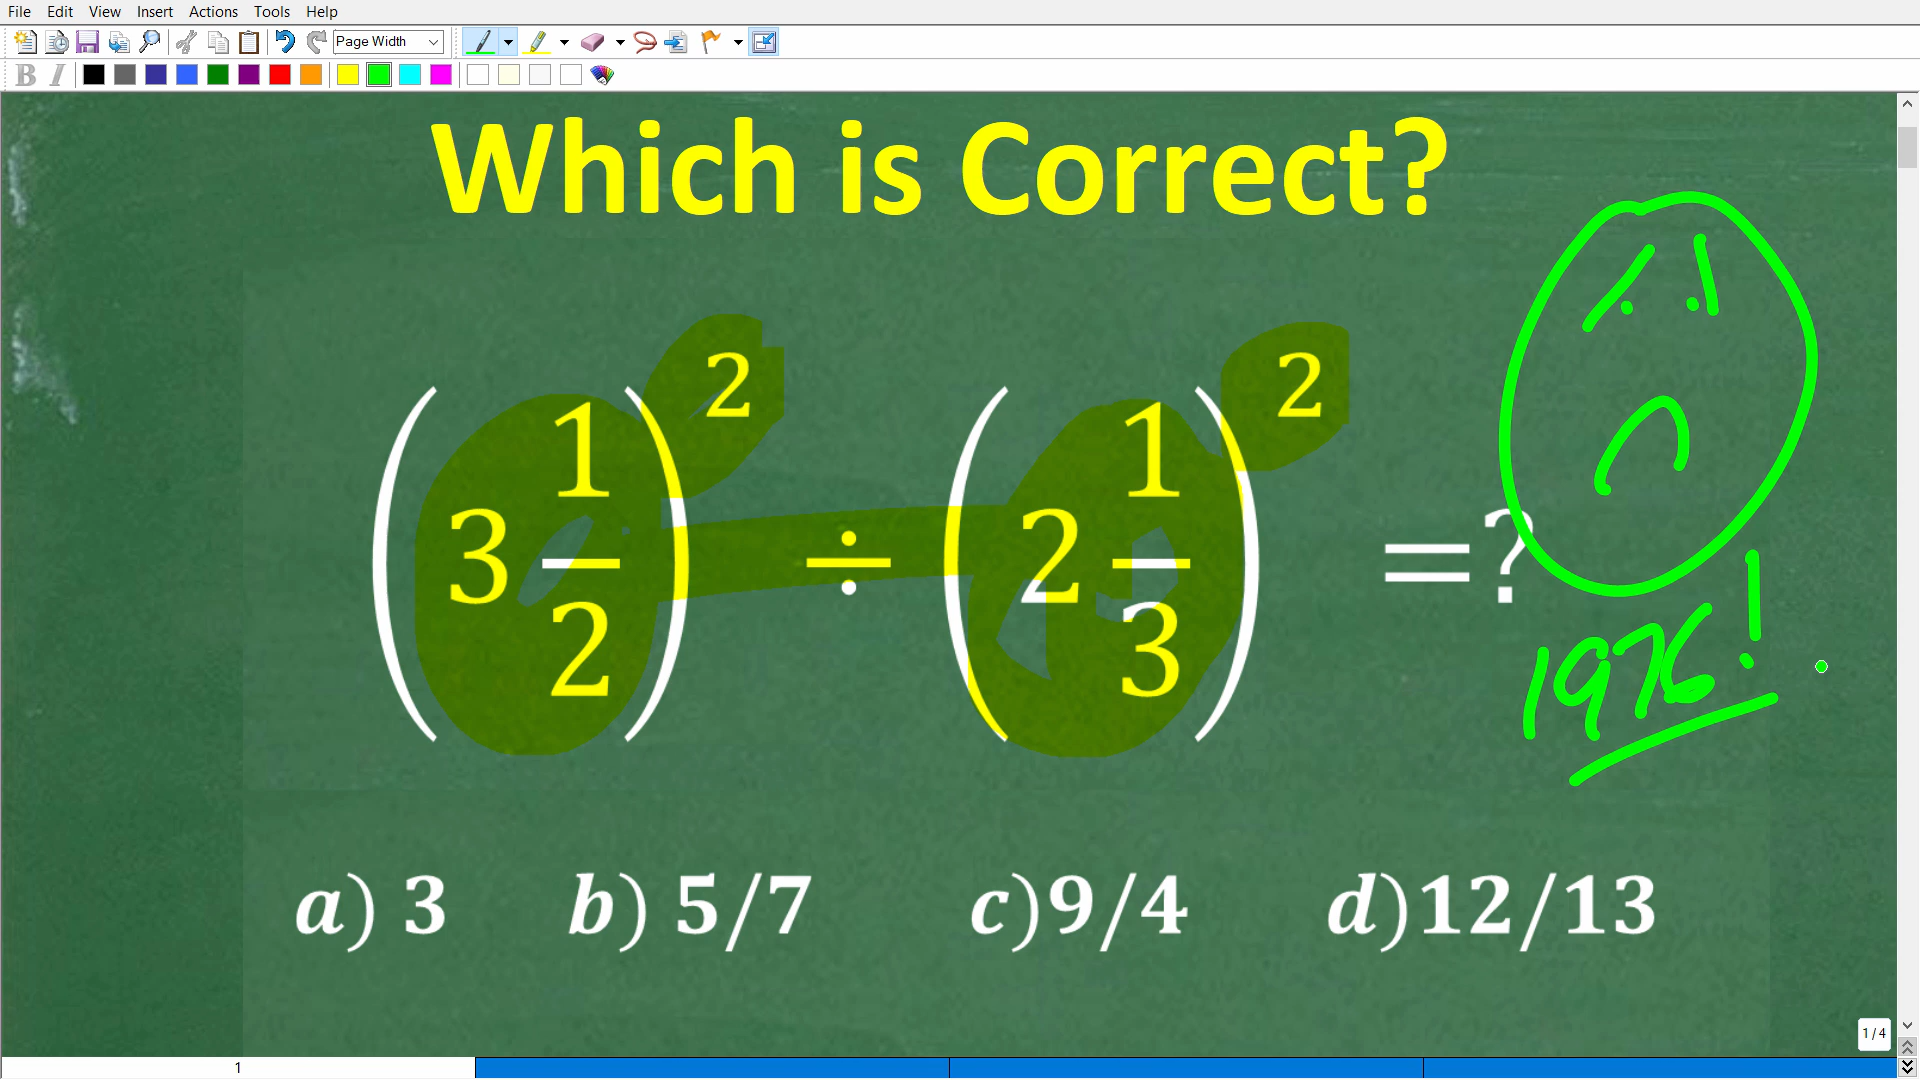 File Edit View Insert Actions Tools Help
Page Width
B I
Which is Correct?
(3 1/2)² ÷ (2 1/3)² =?
1976!
a) 3 b) 5/7 c)9/4 d)12/13
1 / 4
1